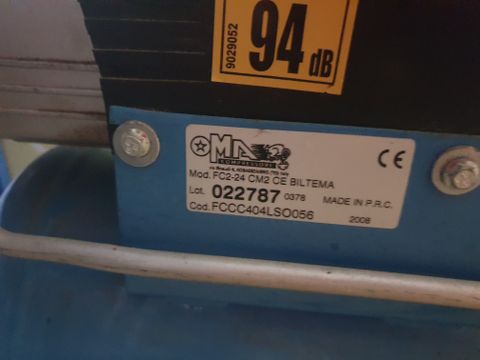 9029052
94 dB
OMA
COMPRESSORI
Mod. FC2-24 CM2 CE BILTEMA
Lot. 022787 0378 MADE IN P.R.C.
Cod. FCCC404LSO056 2008
CE